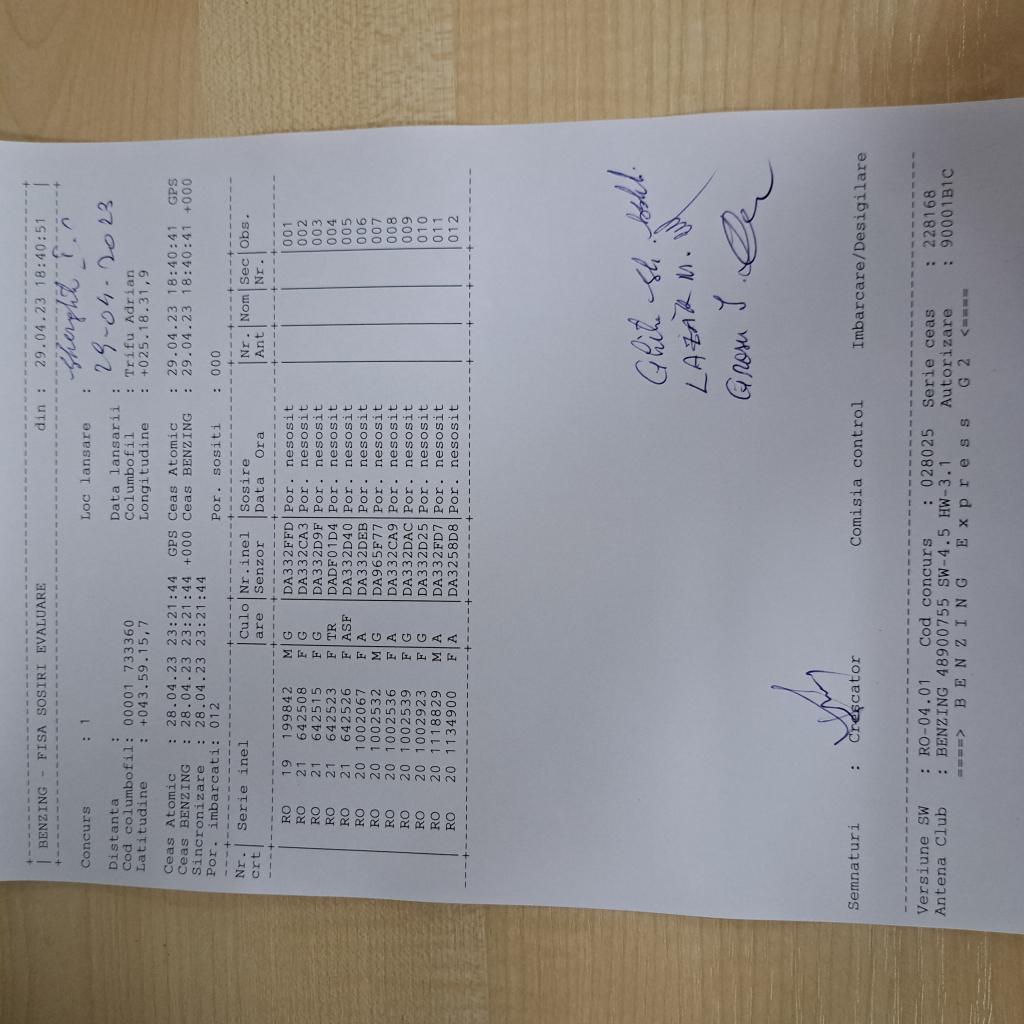 | BENZING - FISA SOSIRI EVALUARE din : 29.04.23 18:40:51 |
Concurs : 1 Loc lansare :
Distanta : Data lansarii : 29-04-2023
Cod columbofil: 00001 733360 Columbofil : Trifu Adrian
Latitudine : +043.59.15,7 Longitudine : +025.18.31,9
Ceas Atomic : 28.04.23 23:21:44 GPS Ceas Atomic : 29.04.23 18:40:41 GPS
Ceas BENZING : 28.04.23 23:21:44 +000 Ceas BENZING : 29.04.23 18:40:41 +000
Sincronizare : 28.04.23 23:21:44
Por. imbarcati: 012 Por. sositi : 000
Nr. | Serie inel | Culo | Nr.inel | Sosire | Nr. | Nom | Sec | Obs.
crt | are | Senzor | Data Ora | Ant | Nr. |
RO 19 199842 M | G | DA332FFD | Por. nesosit | 001
RO 21 642508 F | G | DA332CA3 | Por. nesosit | 002
RO 21 642515 F | G | DA332D9F | Por. nesosit | 003
RO 21 642523 F | TR | DADF01D4 | Por. nesosit | 004
RO 21 642526 F | ASF | DA332D40 | Por. nesosit | 005
RO 20 1002067 F | A | DA332DEB | Por. nesosit | 006
RO 20 1002532 M | G | DA965F77 | Por. nesosit | 007
RO 20 1002536 F | A | DA332CA9 | Por. nesosit | 008
RO 20 1002539 F | G | DA332DAC | Por. nesosit | 009
RO 20 1002923 F | G | DA332D25 | Por. nesosit | 010
RO 20 1118829 M | A | DA332FD7 | Por. nesosit | 011
RO 20 1134900 F | A | DA3258D8 | Por. nesosit | 012
LAZĂR M.
Semnaturi : Crescator Comisia control Imbarcare/Desigilare
Versiune SW : RO-04.01 Cod concurs : 028025 Serie ceas : 228168
Antena Club : BENZING 48900755 SW-4.5 HW-3.1 Autorizare : 90001B1C
====> B E N Z I N G E x p r e s s G 2 <====